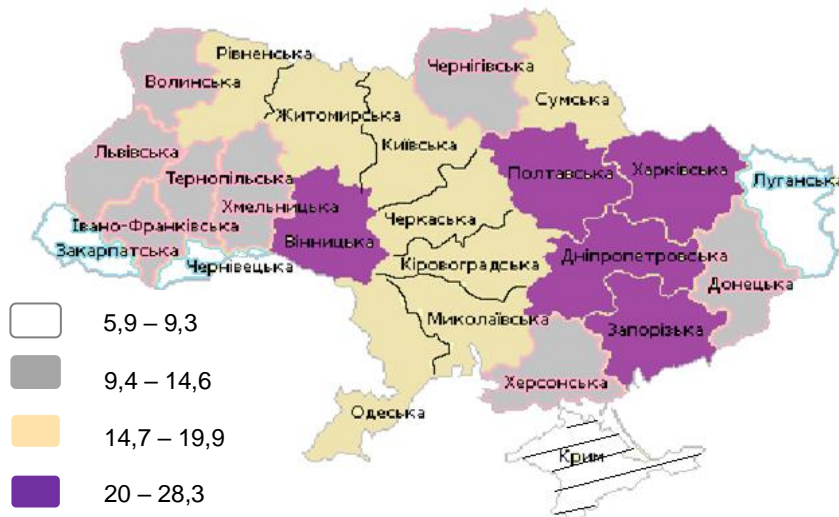 Рівненська
Волинська
Чернігівська
Сумська
Житомирська
Київська
Львівська
Тернопільська
Хмельницька
Полтавська
Харківська
Луганська
Івано-Франківська
Закарпатська
Чернівецька
Вінницька
Черкаська
Кіровоградська
Дніпропетровська
Донецька
Миколаївська
Запорізька
Херсонська
Одеська
Крим
5,9 – 9,3
9,4 – 14,6
14,7 – 19,9
20 – 28,3